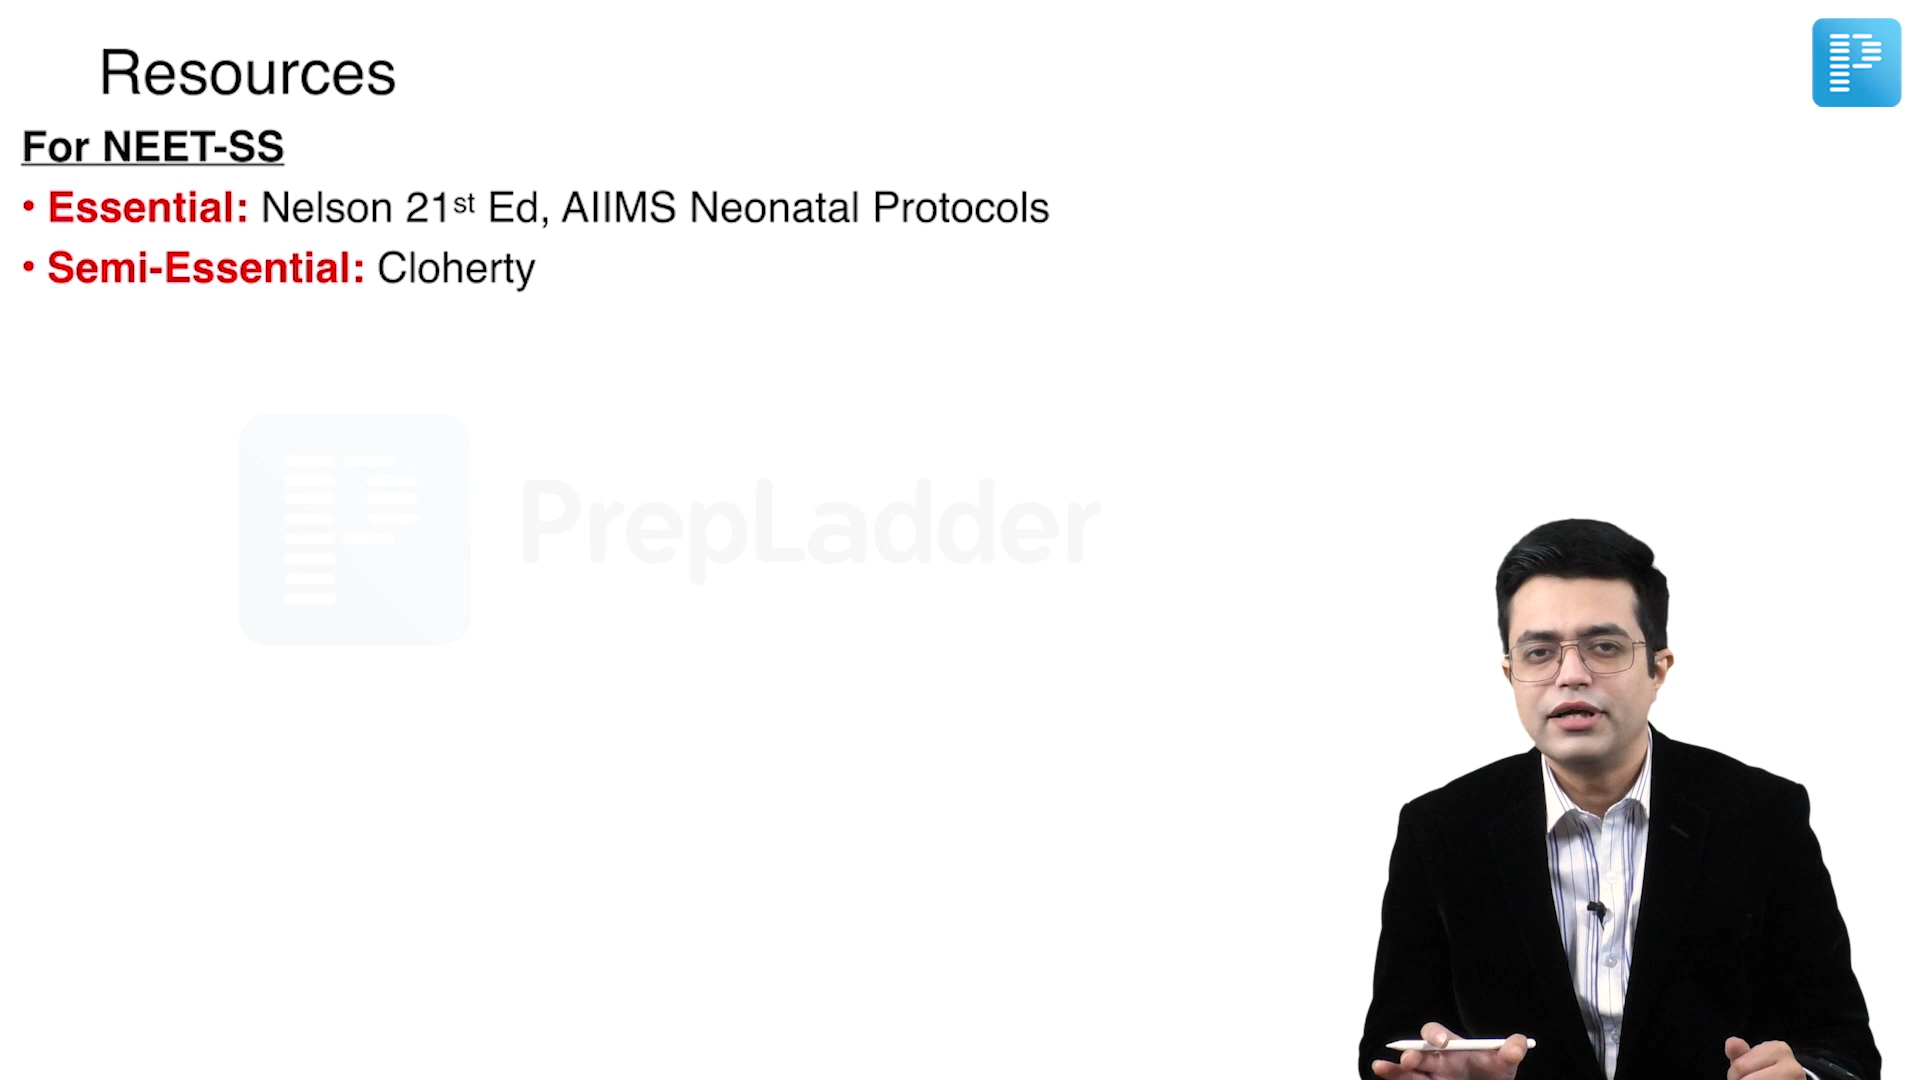 Resources
For NEET-SS
• Essential: Nelson 21st Ed, AIIMS Neonatal Protocols
• Semi-Essential: Cloherty
PrepLadder